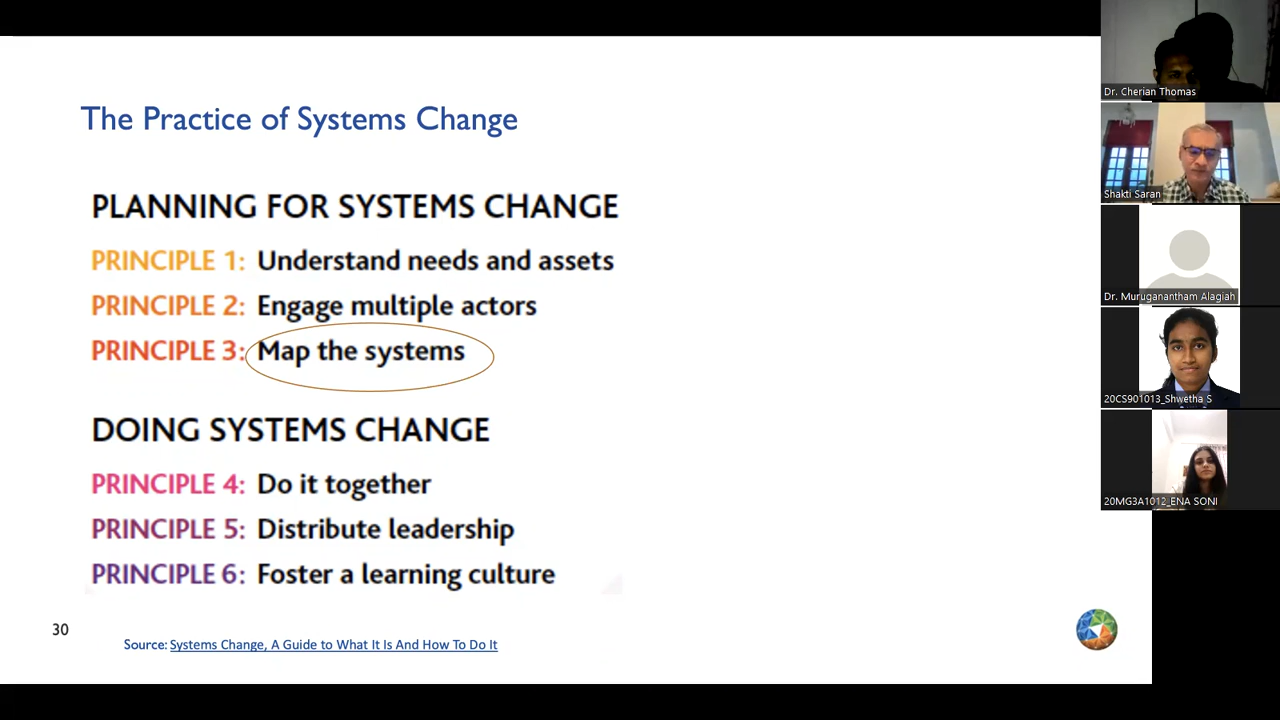 The Practice of Systems Change
PLANNING FOR SYSTEMS CHANGE
PRINCIPLE 1: Understand needs and assets
PRINCIPLE 2: Engage multiple actors
PRINCIPLE 3: Map the systems
DOING SYSTEMS CHANGE
PRINCIPLE 4: Do it together
PRINCIPLE 5: Distribute leadership
PRINCIPLE 6: Foster a learning culture
30
Source: Systems Change, A Guide to What It Is And How To Do It
Dr. Cherian Thomas
Shakti Saran
Dr. Muruganantham Alagiah
20CS901013_Shwetha S
20MG3A1012_ENA SONI